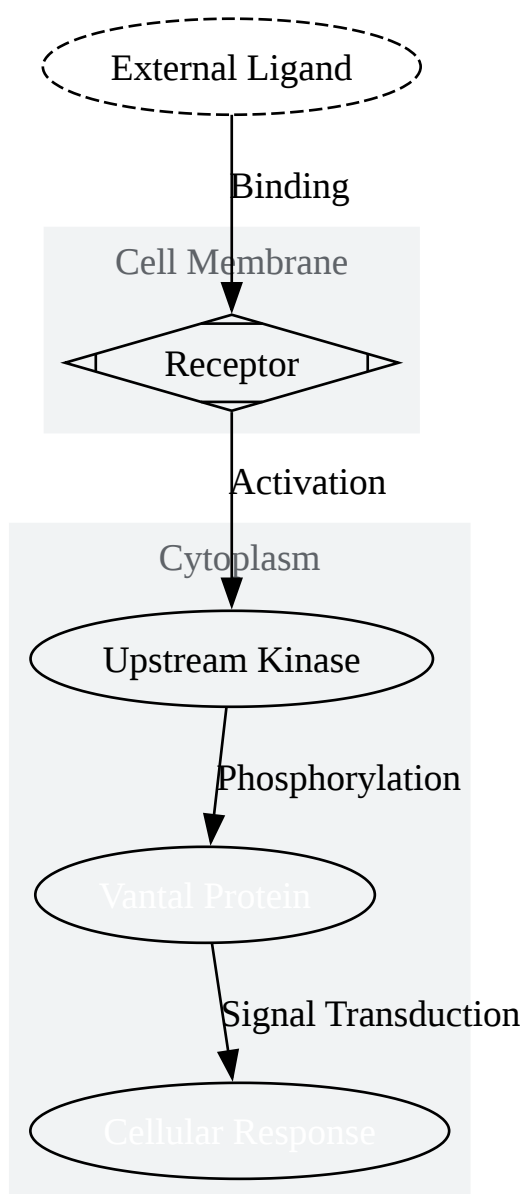 External Ligand
Binding
Cell Membrane
Receptor
Activation
Cytoplasm
Upstream Kinase
Phosphorylation
Vantal Protein
Signal Transduction
Cellular Response